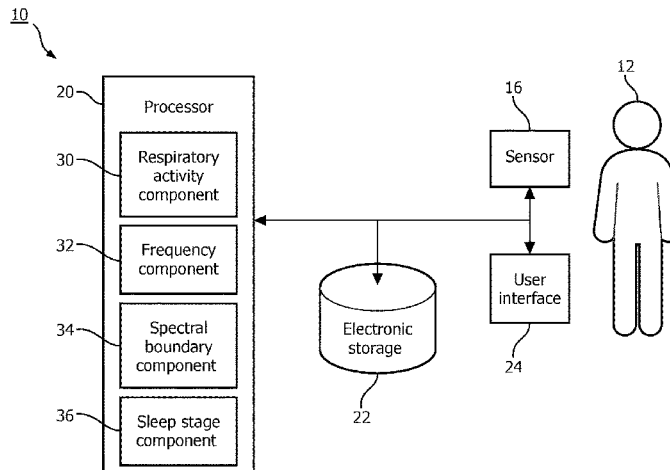 10
20
Processor
30
Respiratory
activity
component
32
Frequency
component
34
Spectral
boundary
component
36
Sleep stage
component
16
Sensor
12
User
interface
24
Electronic
storage
22